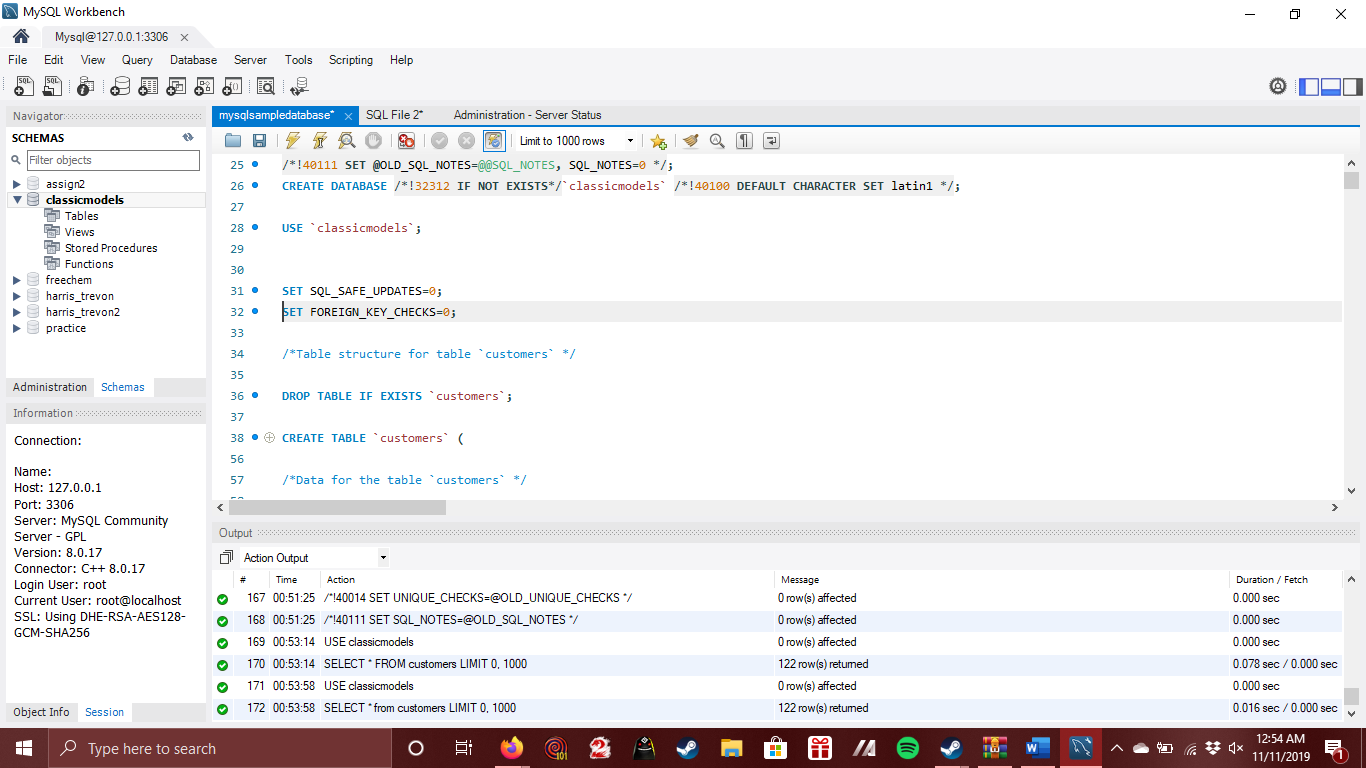 MySQL Workbench
Mysql@127.0.0.1:3306
File Edit View Query Database Server Tools Scripting Help
Navigator
SCHEMAS
Filter objects
assign2
classicmodels
Tables
Views
Stored Procedures
Functions
freechem
harris_trevon
harris_trevon2
practice
Administration Schemas
Information
Connection:
Name:
Host: 127.0.0.1
Port: 3306
Server: MySQL Community
Server - GPL
Version: 8.0.17
Connector: C++ 8.0.17
Login User: root
Current User: root@localhost
SSL: Using DHE-RSA-AES128-
GCM-SHA256
Object Info Session
mysqlsampledatabase* SQL File 2* Administration - Server Status
Limit to 1000 rows
25 /*!40111 SET @OLD_SQL_NOTES=@@SQL_NOTES, SQL_NOTES=0 */;
26 CREATE DATABASE /*!32312 IF NOT EXISTS*/`classicmodels` /*!40100 DEFAULT CHARACTER SET latin1 */;
27
28 USE `classicmodels`;
29
30
31 SET SQL_SAFE_UPDATES=0;
32 SET FOREIGN_KEY_CHECKS=0;
33
34 /*Table structure for table `customers` */
35
36 DROP TABLE IF EXISTS `customers`;
37
38 CREATE TABLE `customers` (
56
57 /*Data for the table `customers` */
Output
Action Output
# Time Action Message Duration / Fetch
167 00:51:25 /*!40014 SET UNIQUE_CHECKS=@OLD_UNIQUE_CHECKS */ 0 row(s) affected 0.000 sec
168 00:51:25 /*!40111 SET SQL_NOTES=@OLD_SQL_NOTES */ 0 row(s) affected 0.000 sec
169 00:53:14 USE classicmodels 0 row(s) affected 0.000 sec
170 00:53:14 SELECT * FROM customers LIMIT 0, 1000 122 row(s) returned 0.078 sec / 0.000 sec
171 00:53:58 USE classicmodels 0 row(s) affected 0.000 sec
172 00:53:58 SELECT * from customers LIMIT 0, 1000 122 row(s) returned 0.016 sec / 0.000 sec
Type here to search
12:54 AM
11/11/2019
1